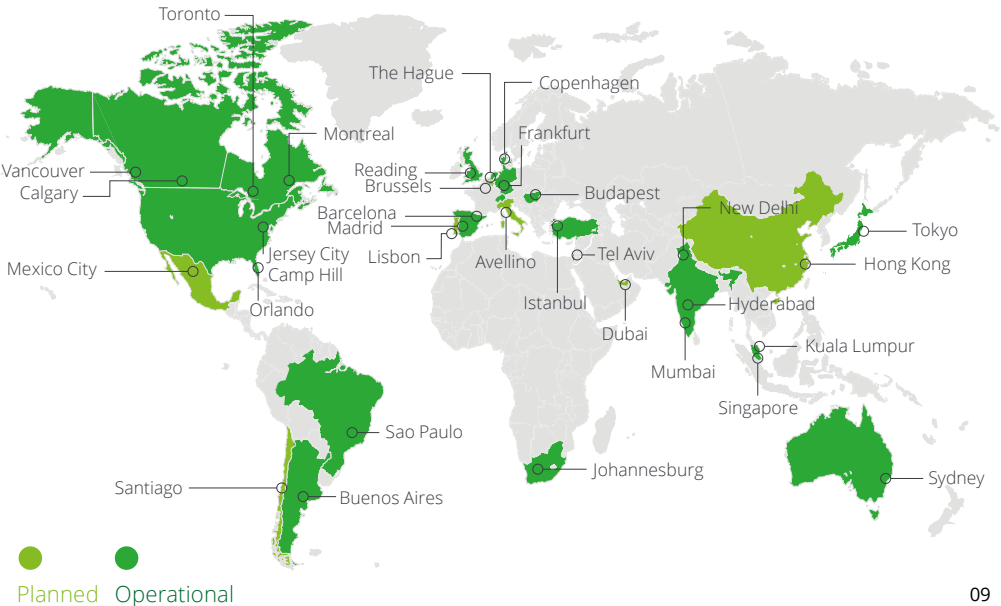 Toronto
The Hague
Copenhagen
Frankfurt
Montreal
Vancouver
Calgary
Reading
Brussels
Budapest
New Delhi
Barcelona
Madrid
Tokyo
Lisbon
Avellino
Tel Aviv
Jersey City
Camp Hill
Mexico City
Hong Kong
Orlando
Istanbul
Hyderabad
Dubai
Kuala Lumpur
Mumbai
Singapore
Sao Paulo
Johannesburg
Sydney
Santiago
Buenos Aires
Planned
Operational
09